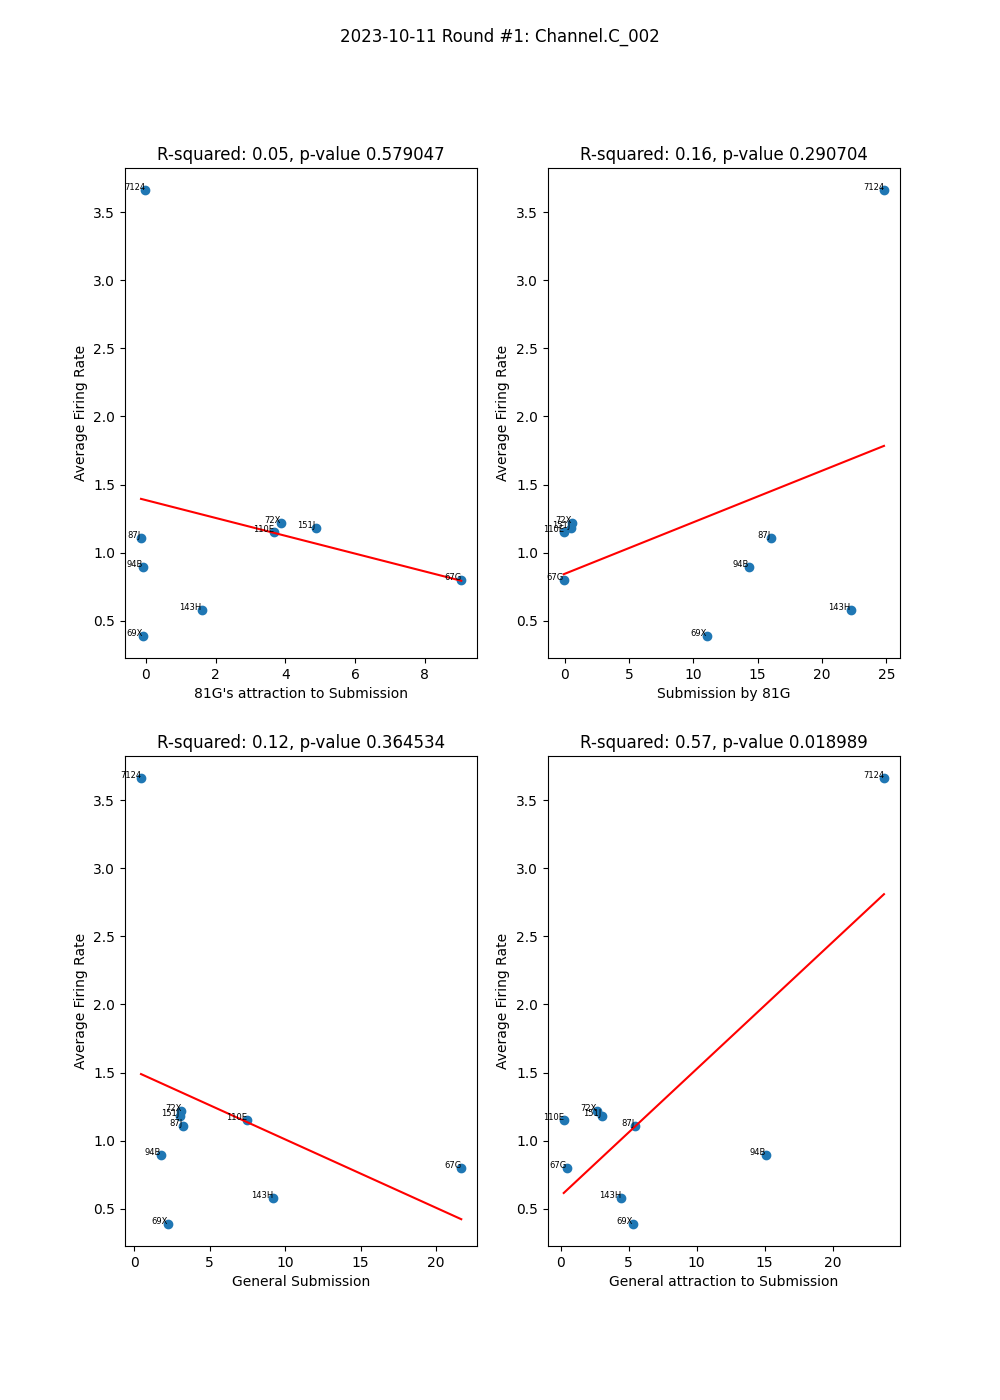 2023-10-11 Round #1: Channel.C_002
R-squared: 0.05, p-value 0.579047
Average Firing Rate
3.5
3.0
2.5
2.0
1.5
1.0
0.5
7124
72X
110E
151J
87J
94B
67G
143H
69X
0 2 4 6 8
81G's attraction to Submission
R-squared: 0.16, p-value 0.290704
Average Firing Rate
3.5
3.0
2.5
2.0
1.5
1.0
0.5
7124
72X
151J
110E
87J
94B
67G
143H
69X
0 5 10 15 20 25
Submission by 81G
R-squared: 0.12, p-value 0.364534
Average Firing Rate
3.5
3.0
2.5
2.0
1.5
1.0
0.5
7124
72X
151J
110E
87J
94B
67G
143H
69X
0 5 10 15 20
General Submission
R-squared: 0.57, p-value 0.018989
Average Firing Rate
3.5
3.0
2.5
2.0
1.5
1.0
0.5
7124
72X
151J
110E
87J
94B
67G
143H
69X
0 5 10 15 20
General attraction to Submission